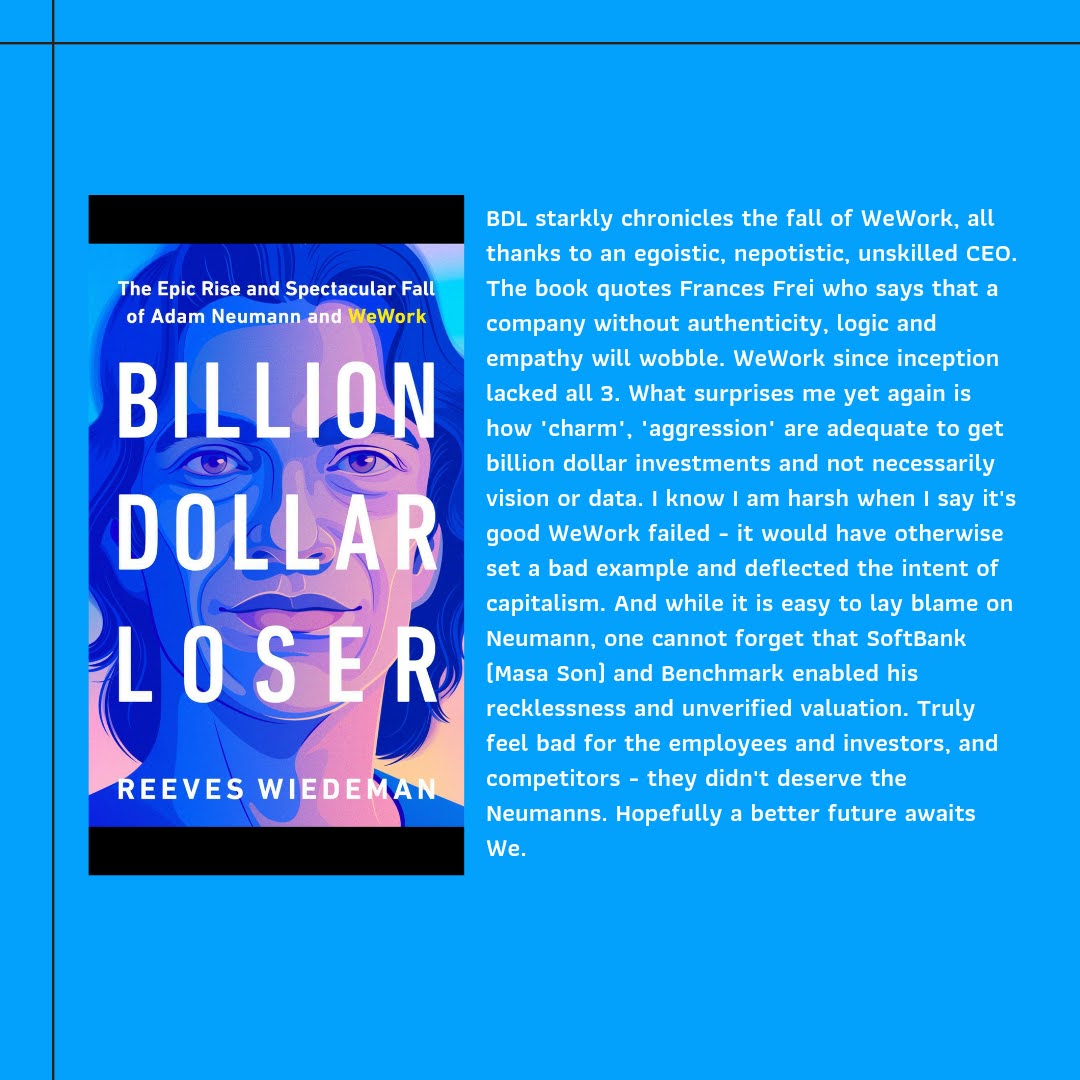 The Epic Rise and Spectacular Fall
of Adam Neumann and WeWork
BILLION
DOLLAR
LOSER
REEVES WIEDEMAN
BDL starkly chronicles the fall of WeWork, all
thanks to an egoistic, nepotistic, unskilled CEO.
The book quotes Frances Frei who says that a
company without authenticity, logic and
empathy will wobble. WeWork since inception
lacked all 3. What surprises me yet again is
how 'charm', 'aggression' are adequate to get
billion dollar investments and not necessarily
vision or data. I know I am harsh when I say it's
good WeWork failed - it would have otherwise
set a bad example and deflected the intent of
capitalism. And while it is easy to lay blame on
Neumann, one cannot forget that SoftBank
(Masa Son) and Benchmark enabled his
recklessness and unverified valuation. Truly
feel bad for the employees and investors, and
competitors - they didn't deserve the
Neumanns. Hopefully a better future awaits
We.